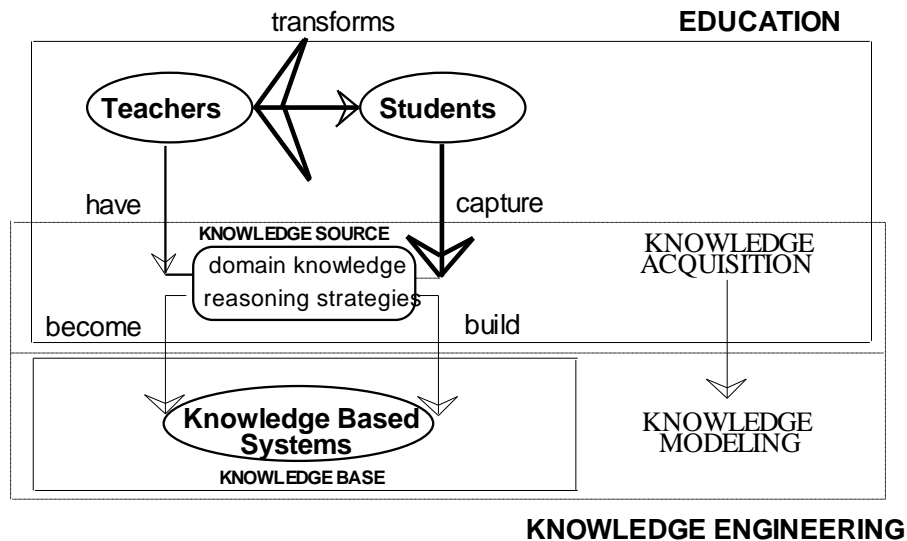 transforms
EDUCATION
Teachers
Students
have
capture
KNOWLEDGE SOURCE
domain knowledge
reasoning strategies
KNOWLEDGE
ACQUISITION
become
build
Knowledge Based
Systems
KNOWLEDGE BASE
KNOWLEDGE
MODELING
KNOWLEDGE ENGINEERING